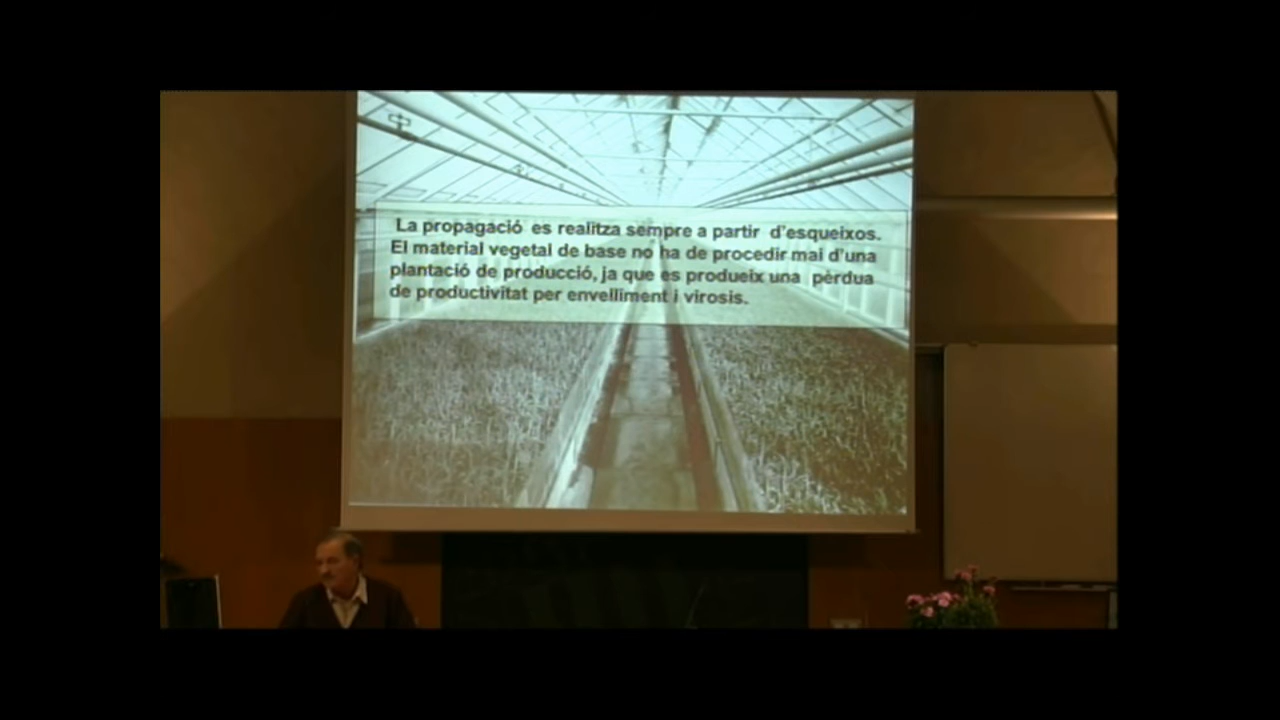 La propagació es realitza sempre a partir d'esqueixos.
El material vegetal de base no ha de procedir mai d'una
plantació de producció, ja que es produeix una pèrdua
de productivitat per envelliment i virosis.